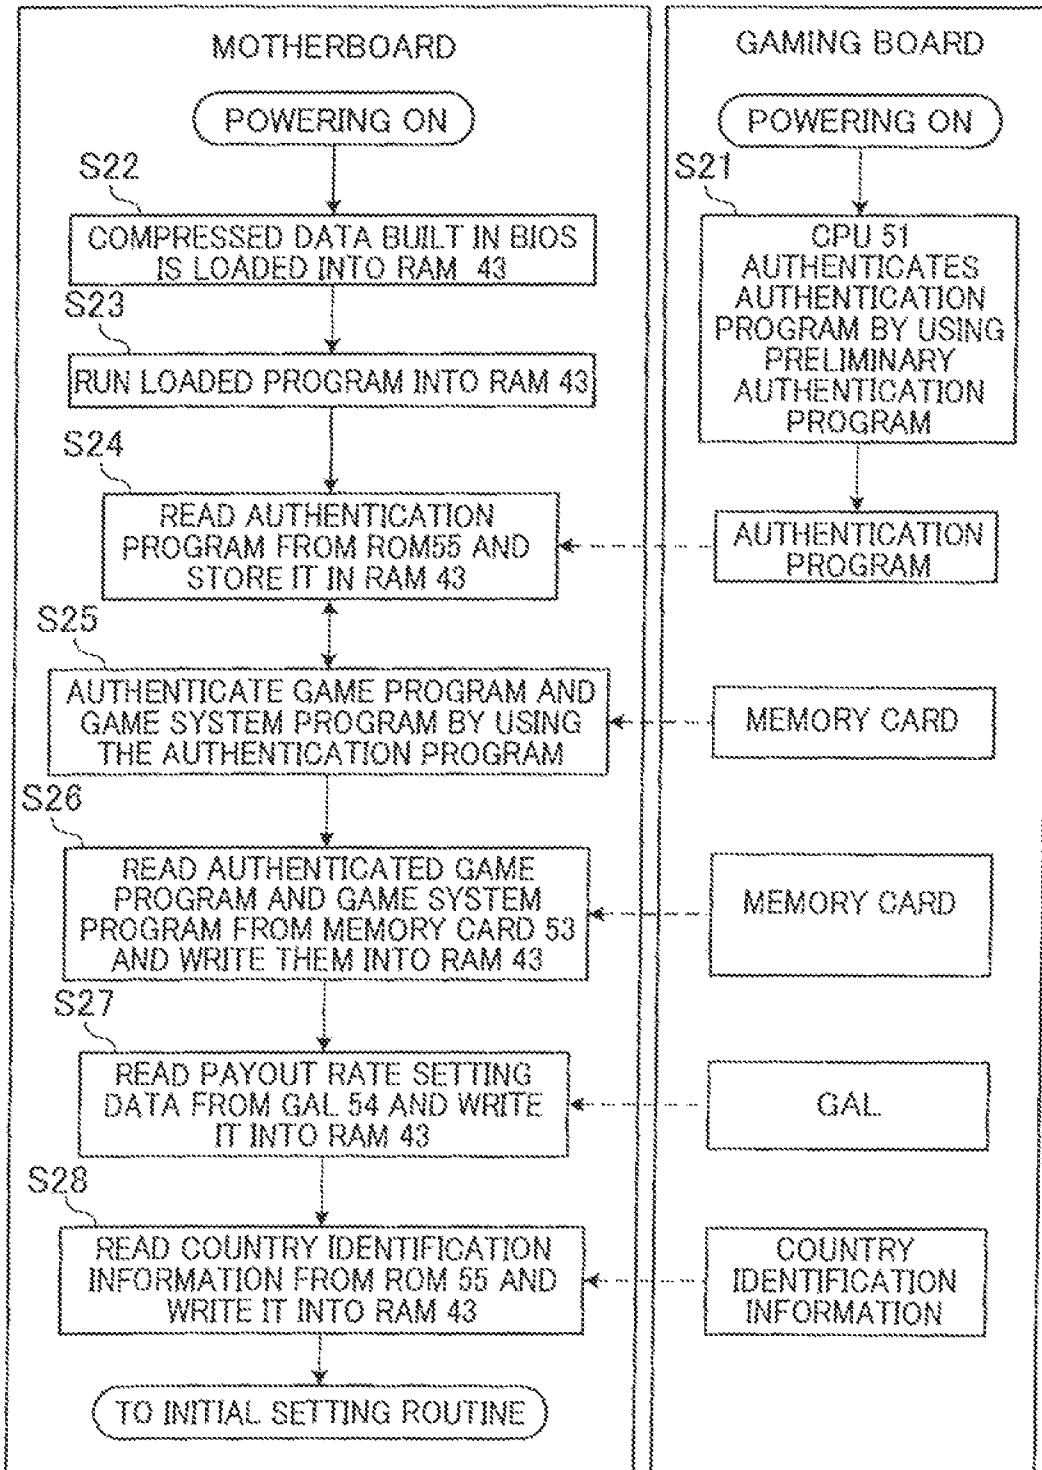 MOTHERBOARD
POWERING ON
S22
COMPRESSED DATA BUILT IN BIOS
IS LOADED INTO RAM 43
S23
RUN LOADED PROGRAM INTO RAM 43
S24
READ AUTHENTICATION
PROGRAM FROM ROM55 AND
STORE IT IN RAM 43
S25
AUTHENTICATE GAME PROGRAM AND
GAME SYSTEM PROGRAM BY USING
THE AUTHENTICATION PROGRAM
S26
READ AUTHENTICATED GAME
PROGRAM AND GAME SYSTEM
PROGRAM FROM MEMORY CARD 53
AND WRITE THEM INTO RAM 43
S27
READ PAYOUT RATE SETTING
DATA FROM GAL 54 AND WRITE
IT INTO RAM 43
S28
READ COUNTRY IDENTIFICATION
INFORMATION FROM ROM 55 AND
WRITE IT INTO RAM 43
TO INITIAL SETTING ROUTINE
GAMING BOARD
POWERING ON
S21
CPU 51
AUTHENTICATES
AUTHENTICATION
PROGRAM BY USING
PRELIMINARY
AUTHENTICATION
PROGRAM
AUTHENTICATION
PROGRAM
MEMORY CARD
MEMORY CARD
GAL
COUNTRY
IDENTIFICATION
INFORMATION